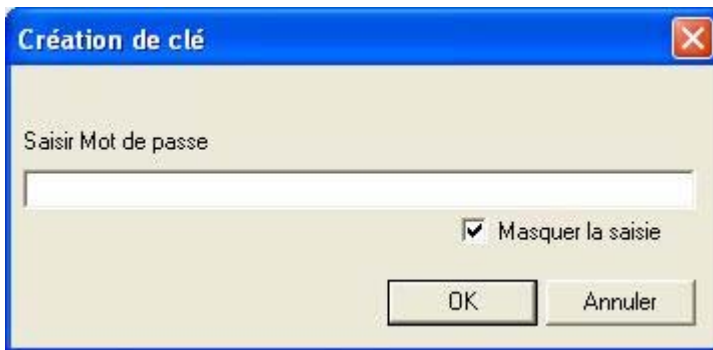 Création de clé
Saisir Mot de passe
Masquer la saisie
OK Annuler